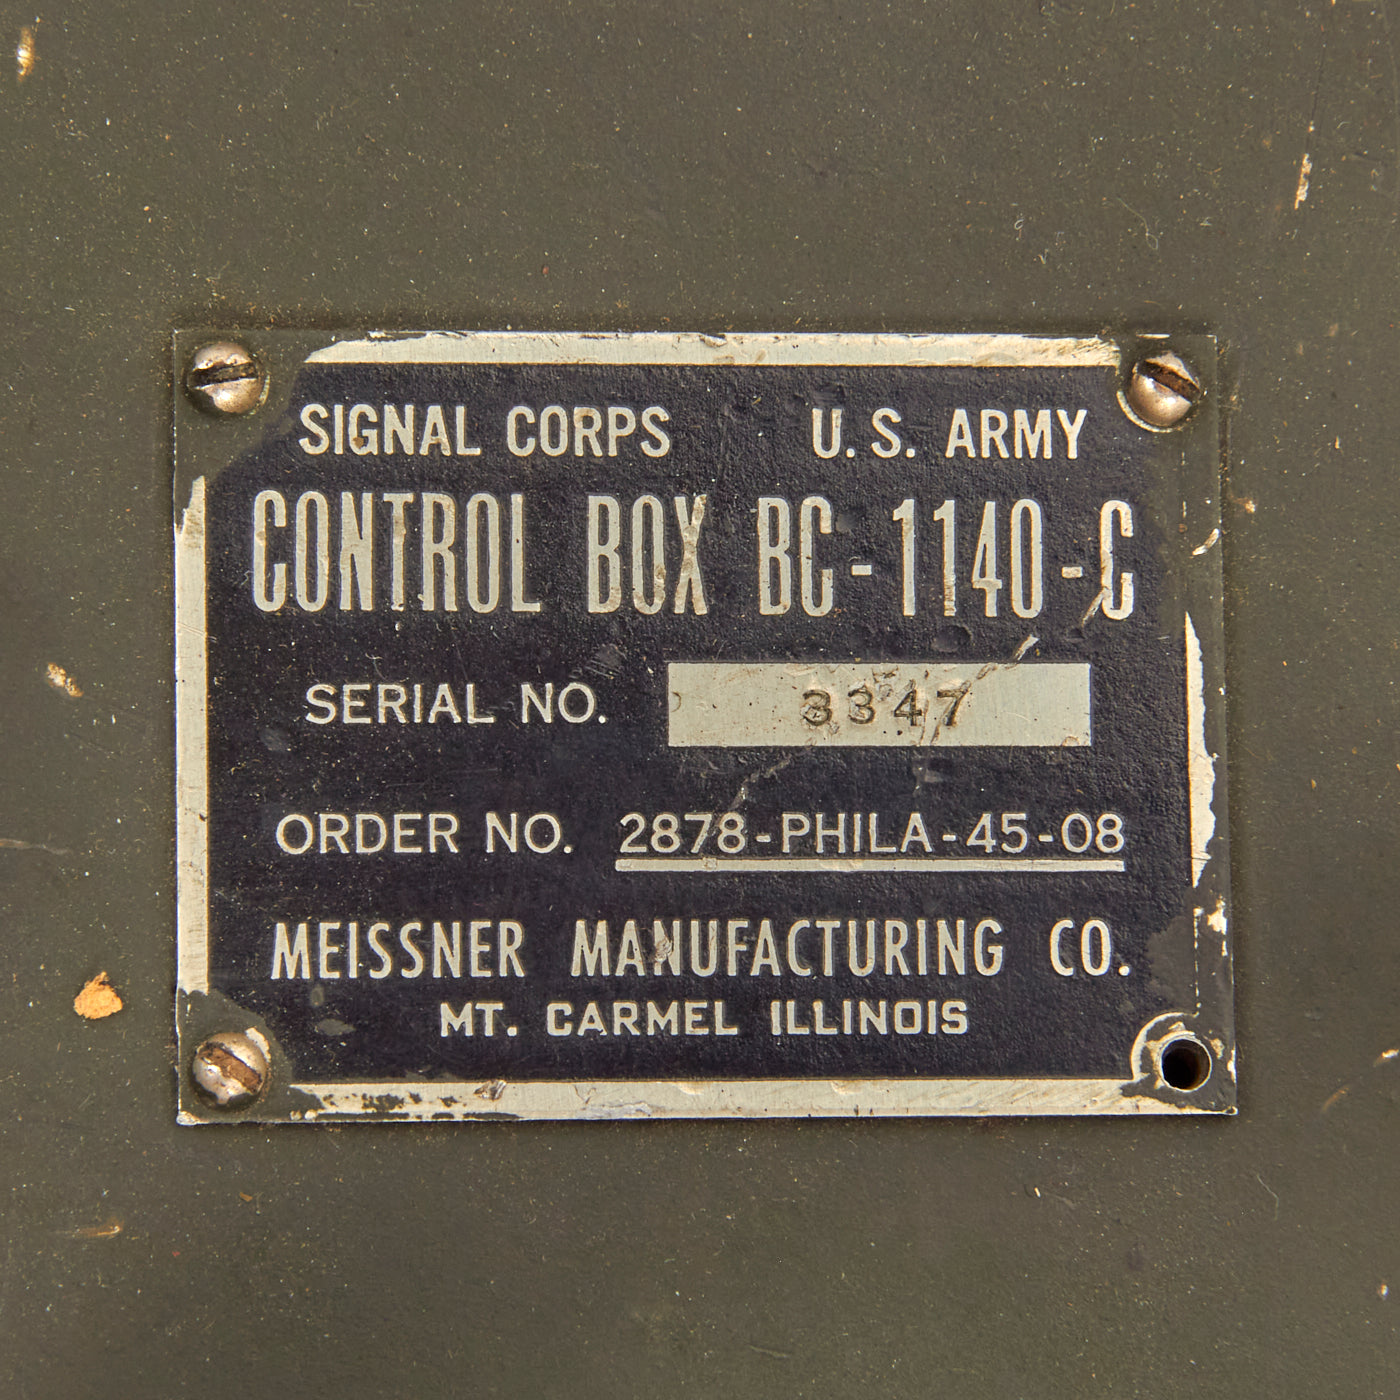 SIGNAL CORPS U. S. ARMY
CONTROL BOX BC-1140-C
SERIAL NO. 3347
ORDER NO. 2878-PHILA-45-08
MEISSNER MANUFACTURING CO.
MT. CARMEL ILLINOIS